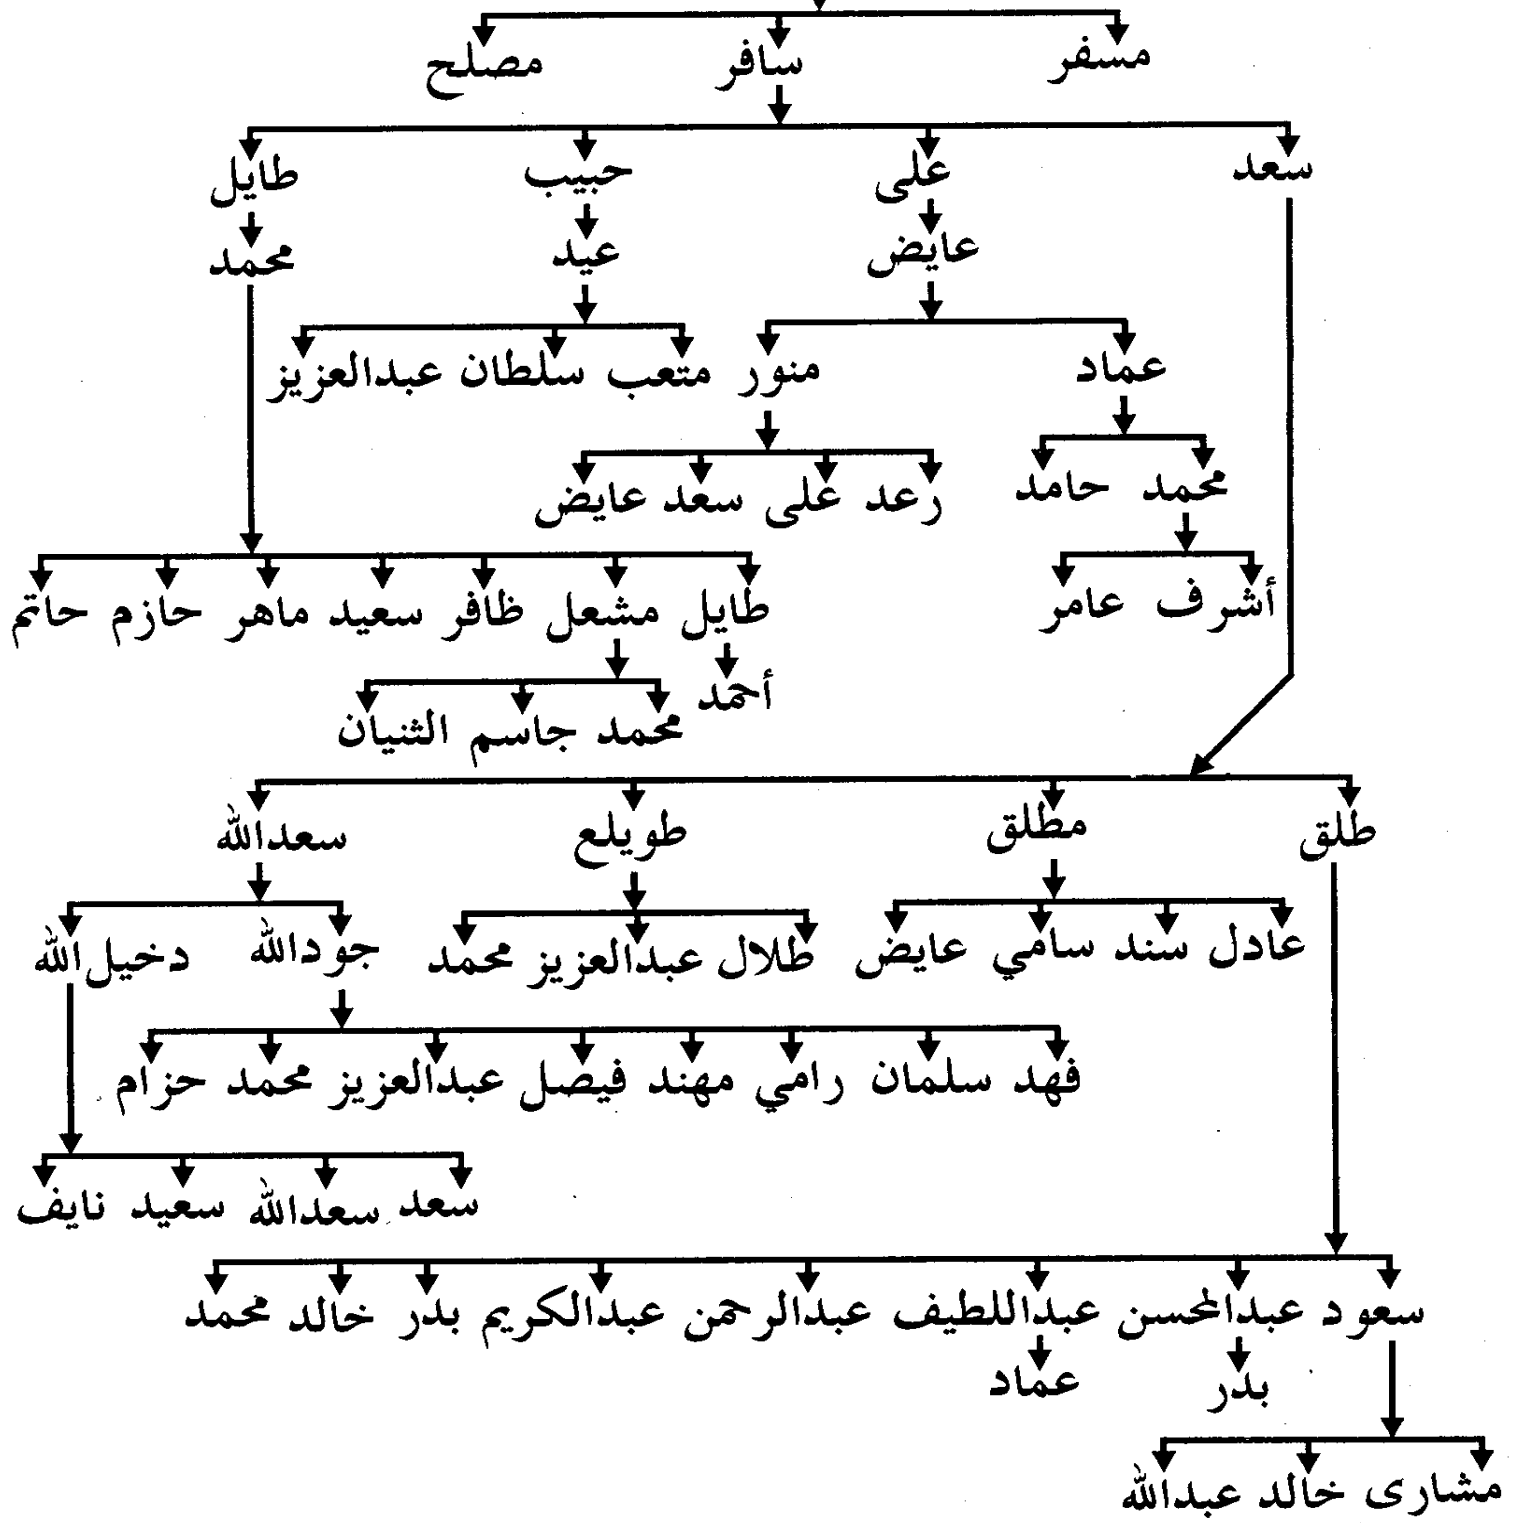 مسفر سافر مصلح
سعد على حبيب طايل
عايض عيد محمد
عماد منور متعب سلطان عبدالعزيز
محمد حامد رعد على سعد عايض
أشرف عامر طايل مشعل ظافر سعيد ماهر حازم حاتم
أحمد محمد جاسم الثنيان
طلق مطلق طويلع سعدالله
عادل سند سامي عايض طلال عبدالعزيز محمد جودالله دخيل الله
فهد سلمان رامي مهند فيصل عبدالعزيز محمد حزام
سعد سعدالله سعيد نايف
سعود عبدالمحسن عبداللطيف عبدالرحمن عبدالكريم بدر خالد محمد
بدر عماد
مشارى خالد عبدالله